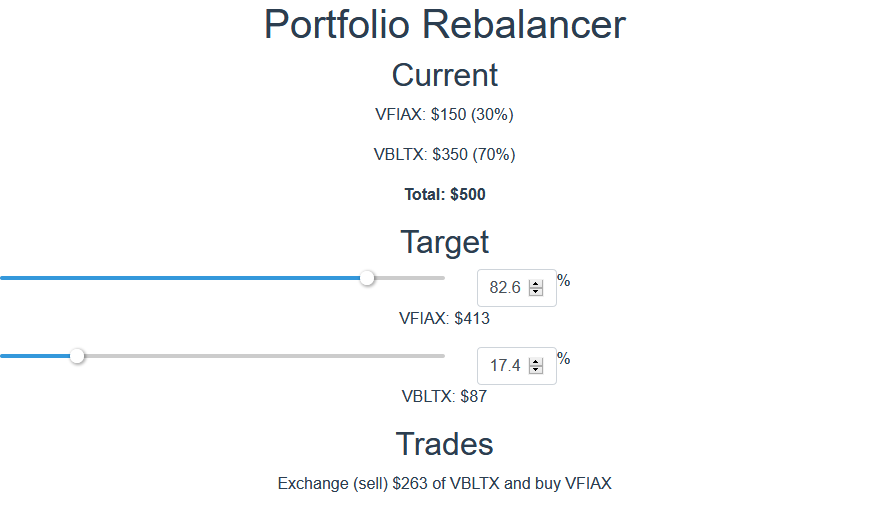 Portfolio Rebalancer
Current
VFIAX: $150 (30%)
VBLTX: $350 (70%)
Total: $500
Target
82.6 %
VFIAX: $413
17.4 %
VBLTX: $87
Trades
Exchange (sell) $263 of VBLTX and buy VFIAX